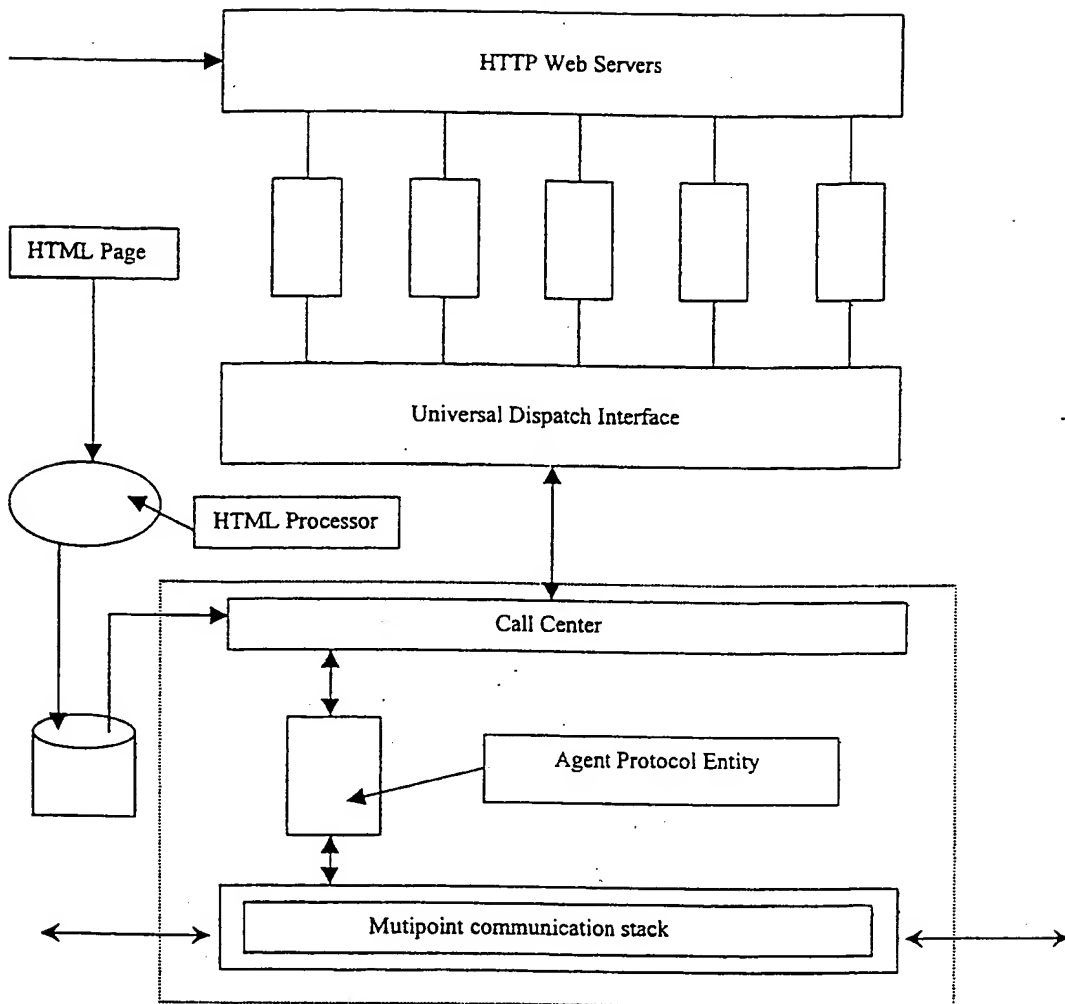 HTTP Web Servers
HTML Page
Universal Dispatch Interface
HTML Processor
Call Center
Agent Protocol Entity
Mutipoint communication stack